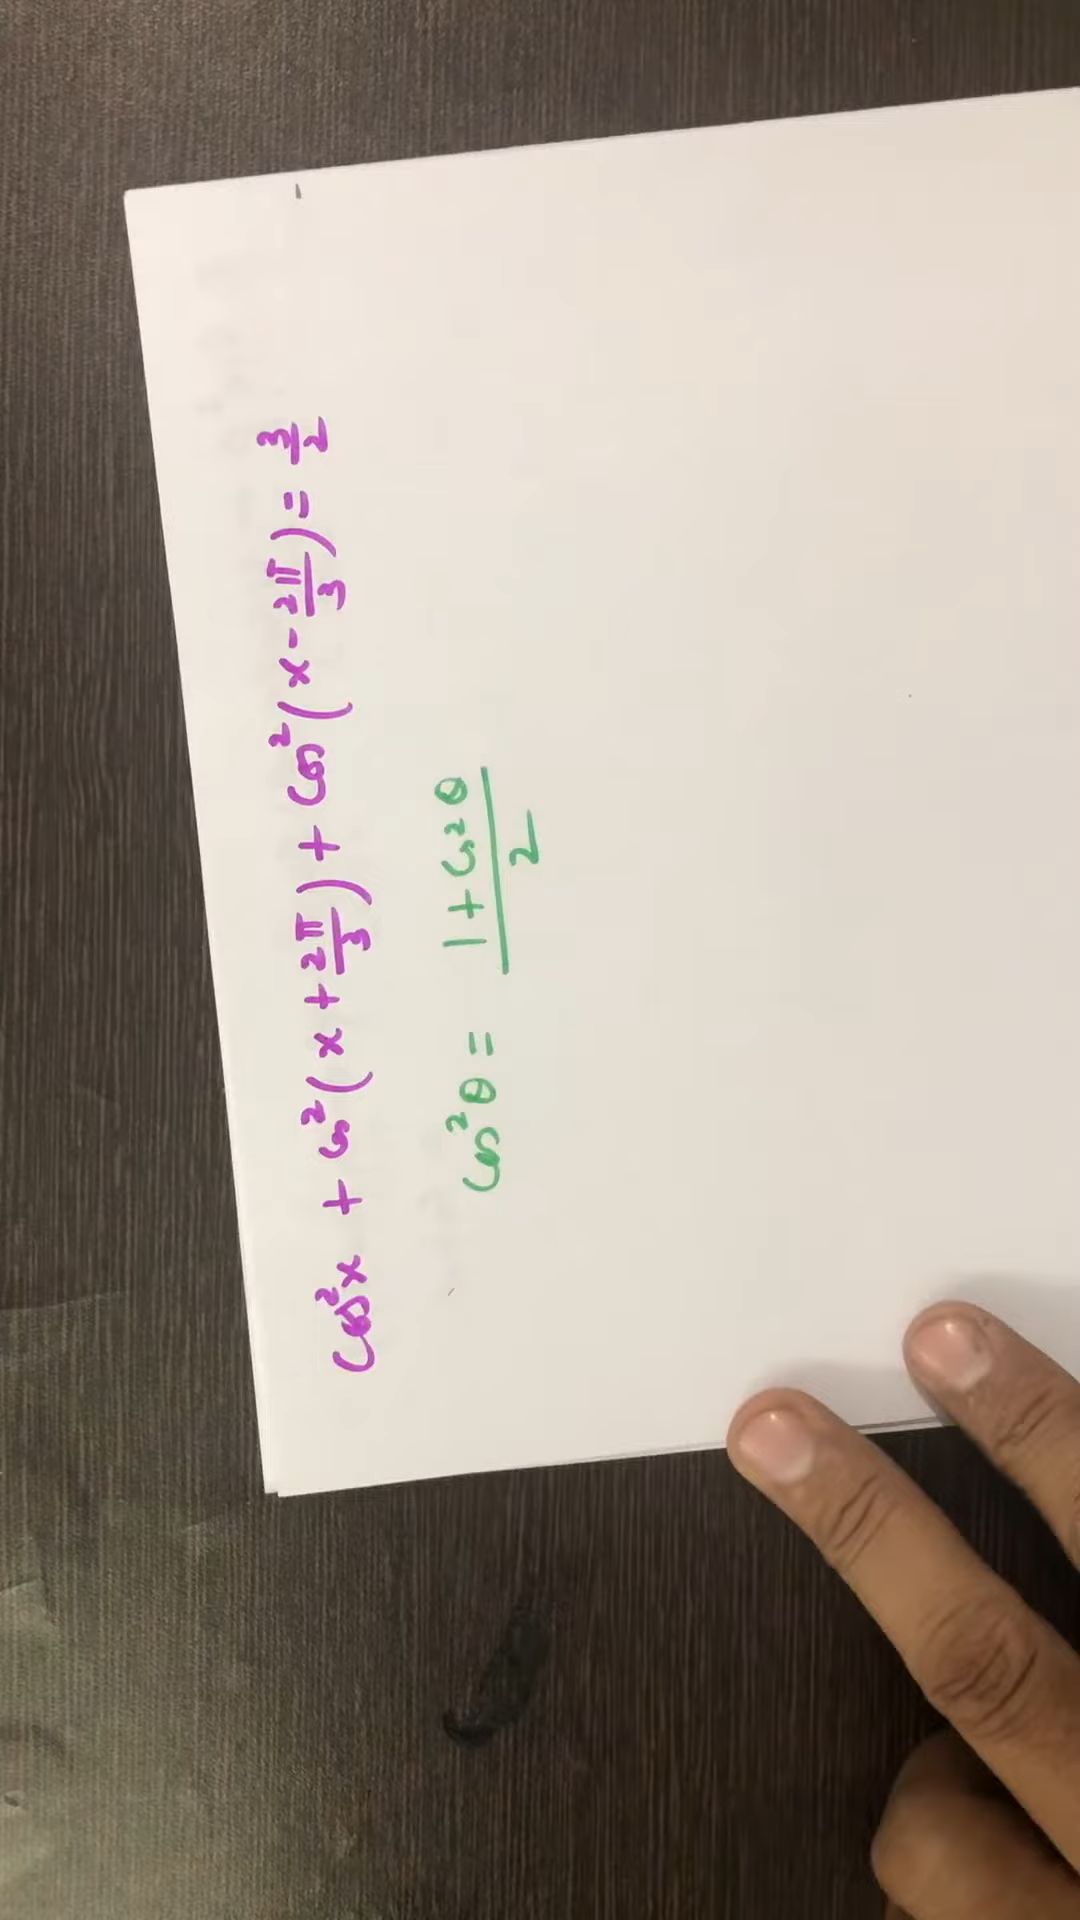 cos²x + cos²(x + 2π/3) + cos²(x - 2π/3) = 3/2
cos²θ = (1 + cos2θ)/2